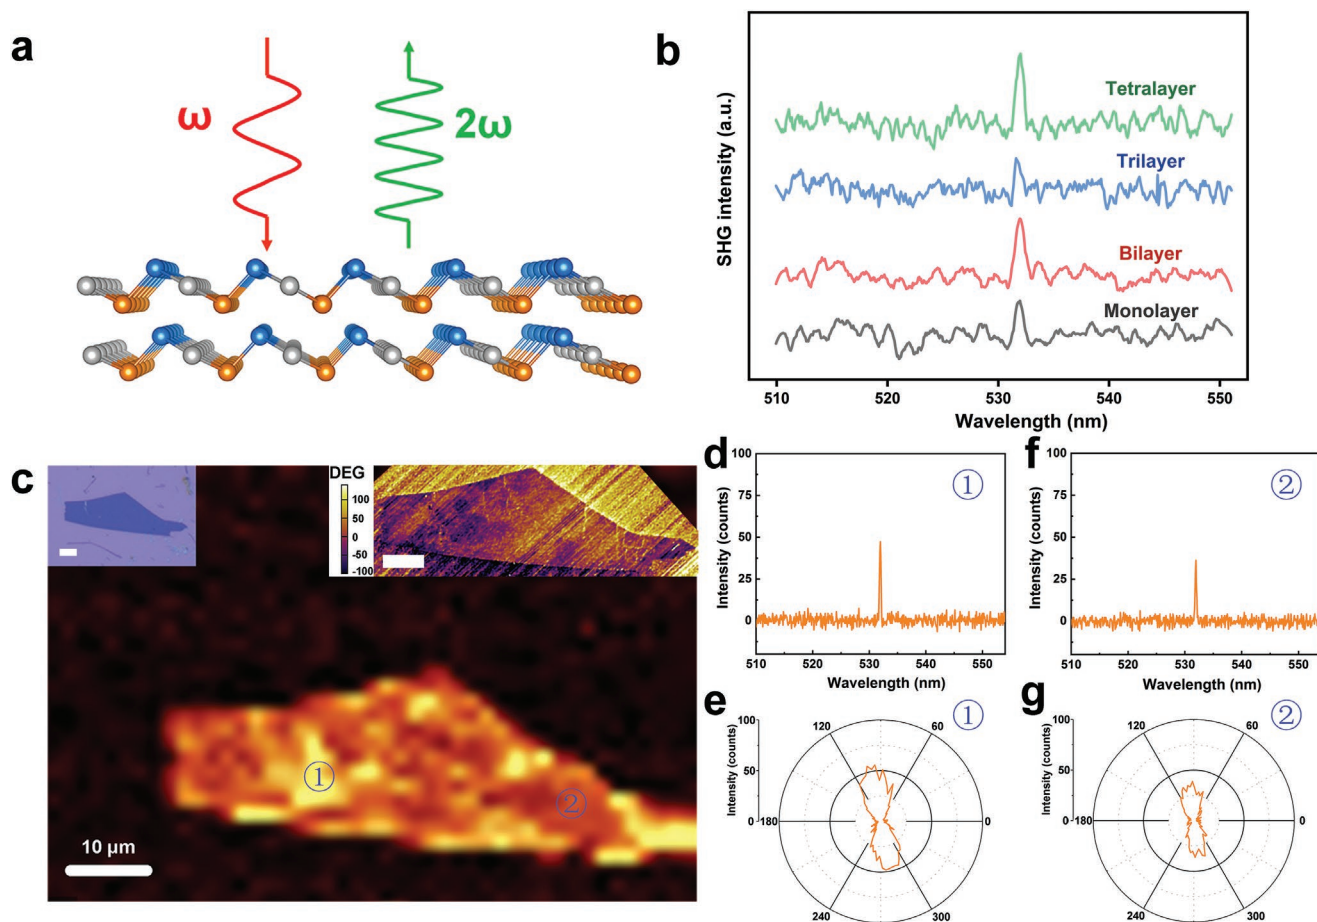 a
ω
2ω
b
SHG intensity (a.u.)
Tetralayer
Trilayer
Bilayer
Monolayer
510 520 530 540 550
Wavelength (nm)
c
DEG
100
50
0
-50
-100
①
②
10 µm
d
Intensity (counts)
100
75
50
25
0
①
510 520 530 540 550
Wavelength (nm)
f
Intensity (counts)
100
75
50
25
0
②
510 520 530 540 550
Wavelength (nm)
e
Intensity (counts)
100
50
0
①
120 60
-180 0
240 300
g
Intensity (counts)
100
50
0
②
120 60
-180 0
240 300